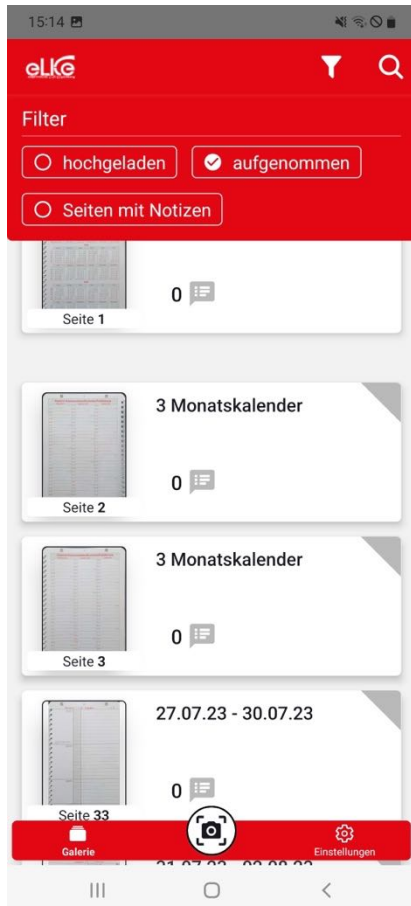 15:14
eLKe
Filter
hochgeladen
aufgenommen
Seiten mit Notizen
0
Seite 1
3 Monatskalender
0
Seite 2
3 Monatskalender
0
Seite 3
27.07.23 - 30.07.23
0
Seite 33
Galerie
Einstellungen